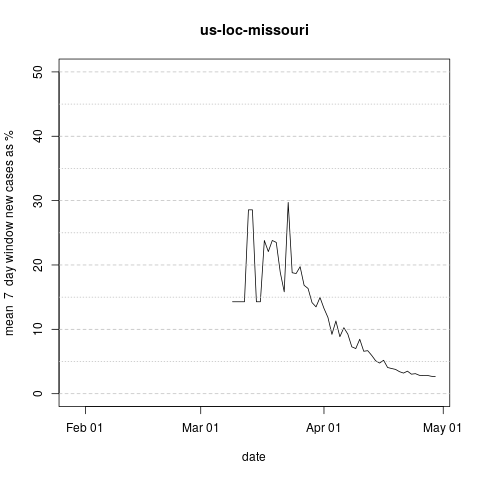 us-loc-missouri
mean 7 day window new cases as %
50
40
30
20
10
0
Feb 01
Mar 01
Apr 01
May 01
date